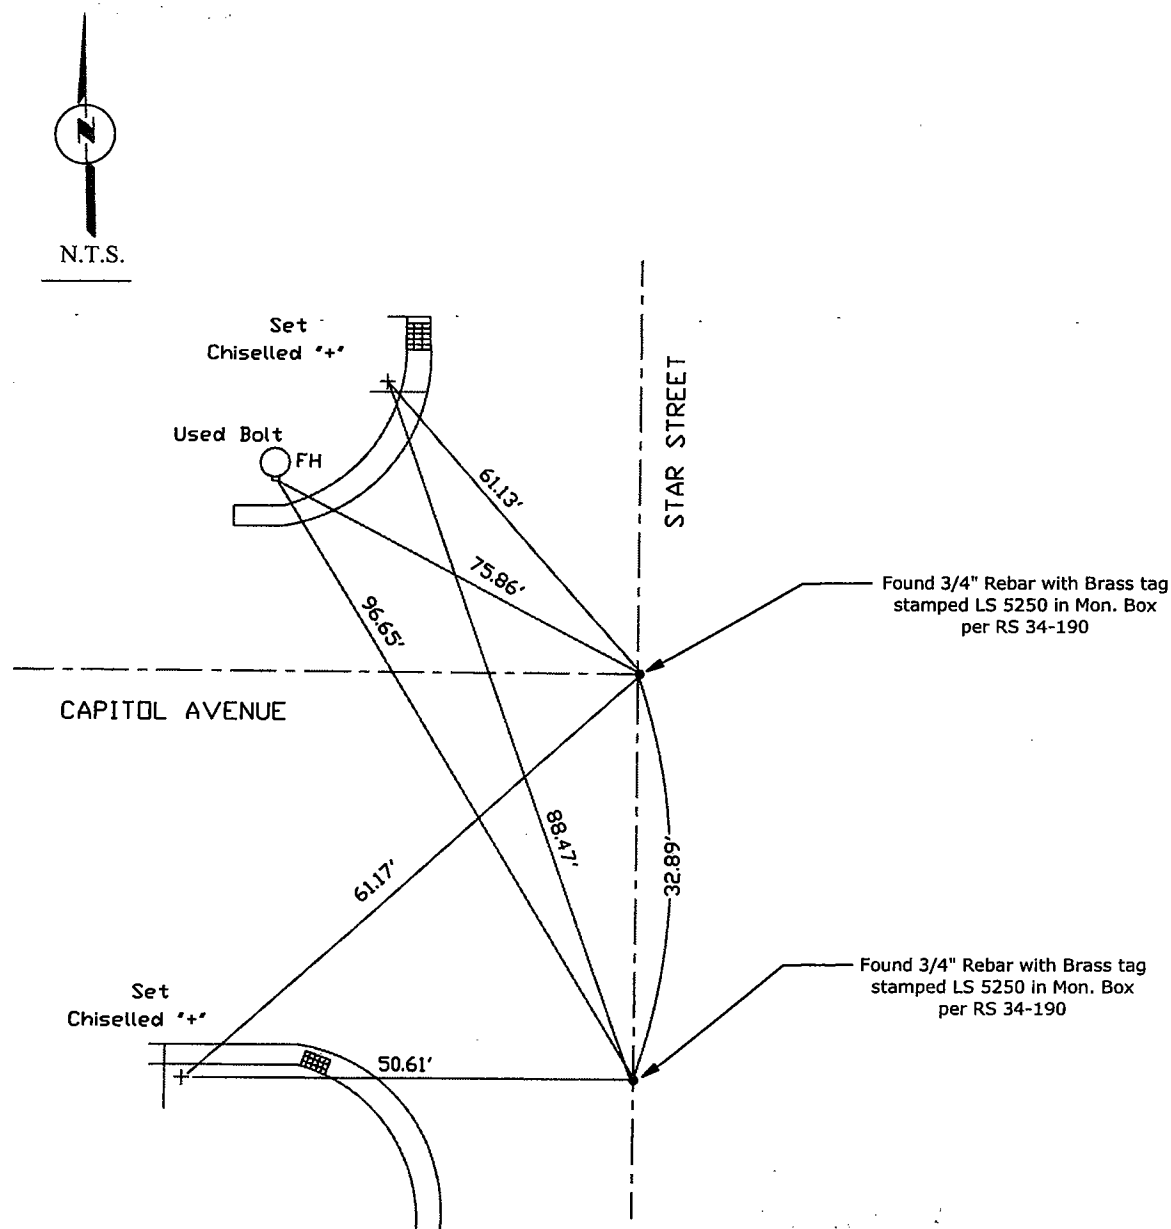 N
N.T.S.
Set
Chiselled "+"
Used Bolt
FH
STAR STREET
61.13'
75.86'
96.65'
Found 3/4" Rebar with Brass tag
stamped LS 5250 in Mon. Box
per RS 34-190
CAPITOL AVENUE
88.47'
32.89'
61.17'
Found 3/4" Rebar with Brass tag
stamped LS 5250 in Mon. Box
per RS 34-190
Set
Chiselled "+"
50.61'